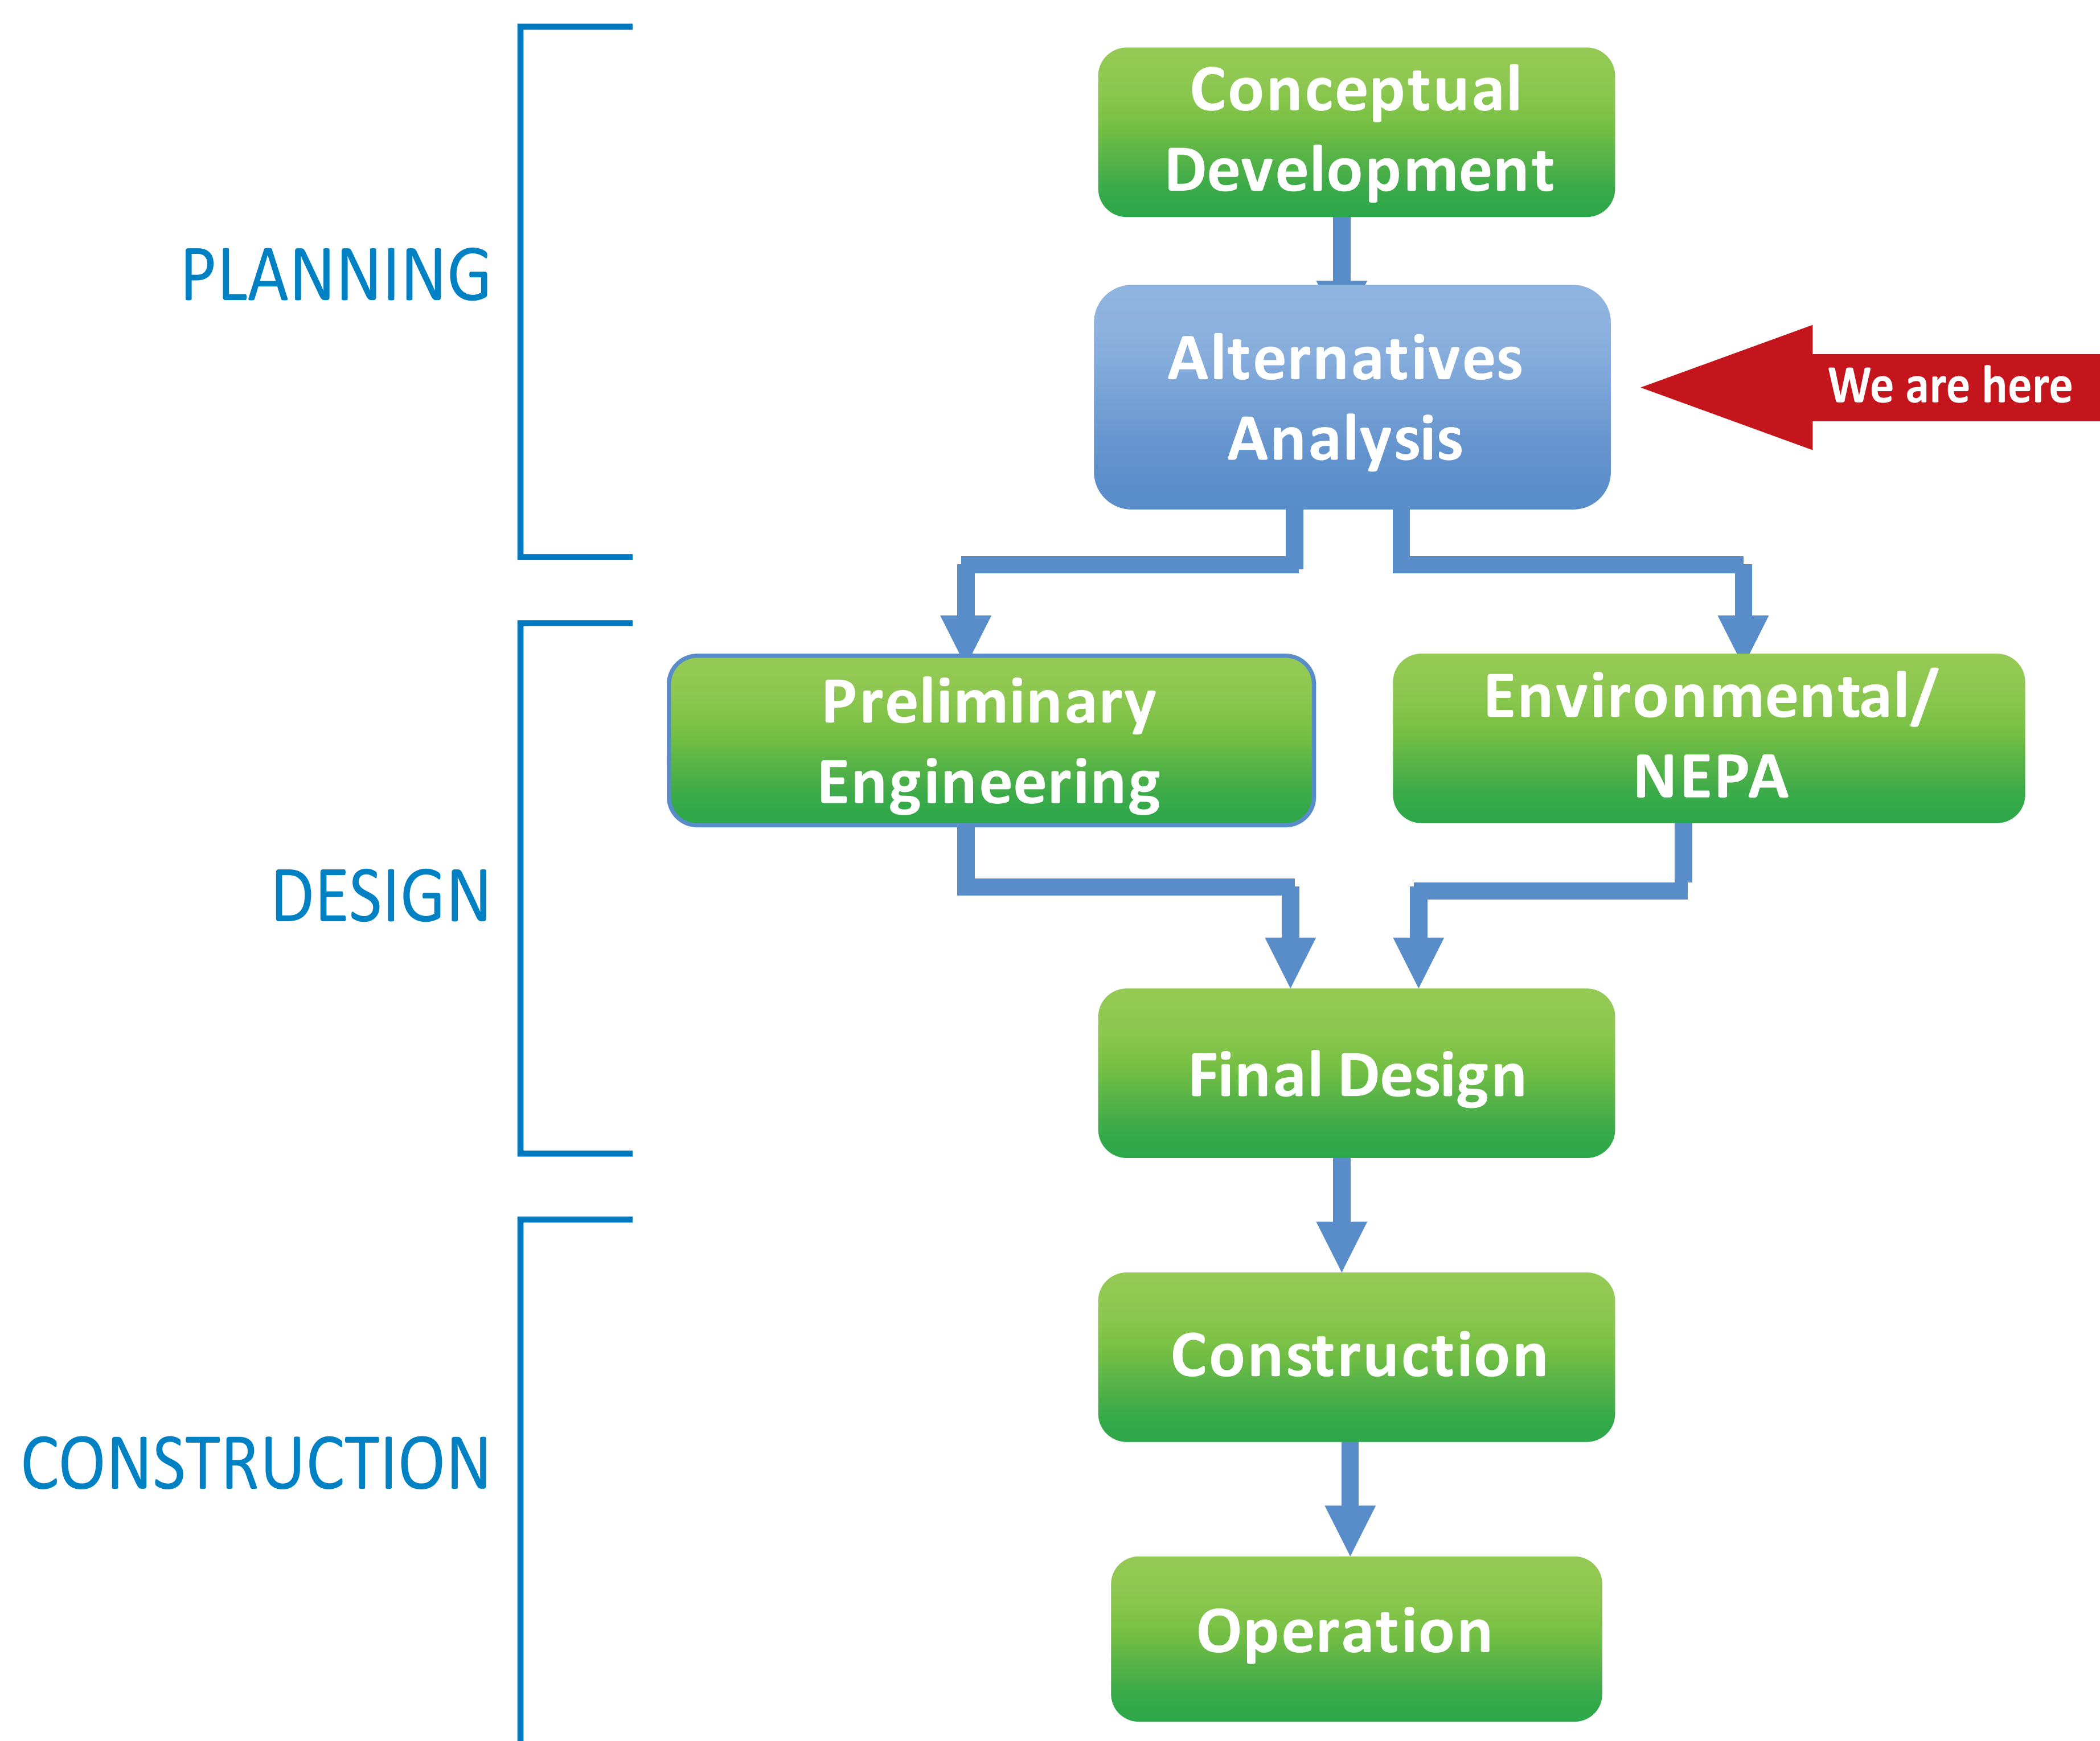 Conceptual
Development
PLANNING
Alternatives
Analysis
We are here
Preliminary
Engineering
Environmental/
NEPA
DESIGN
Final Design
Construction
CONSTRUCTION
Operation